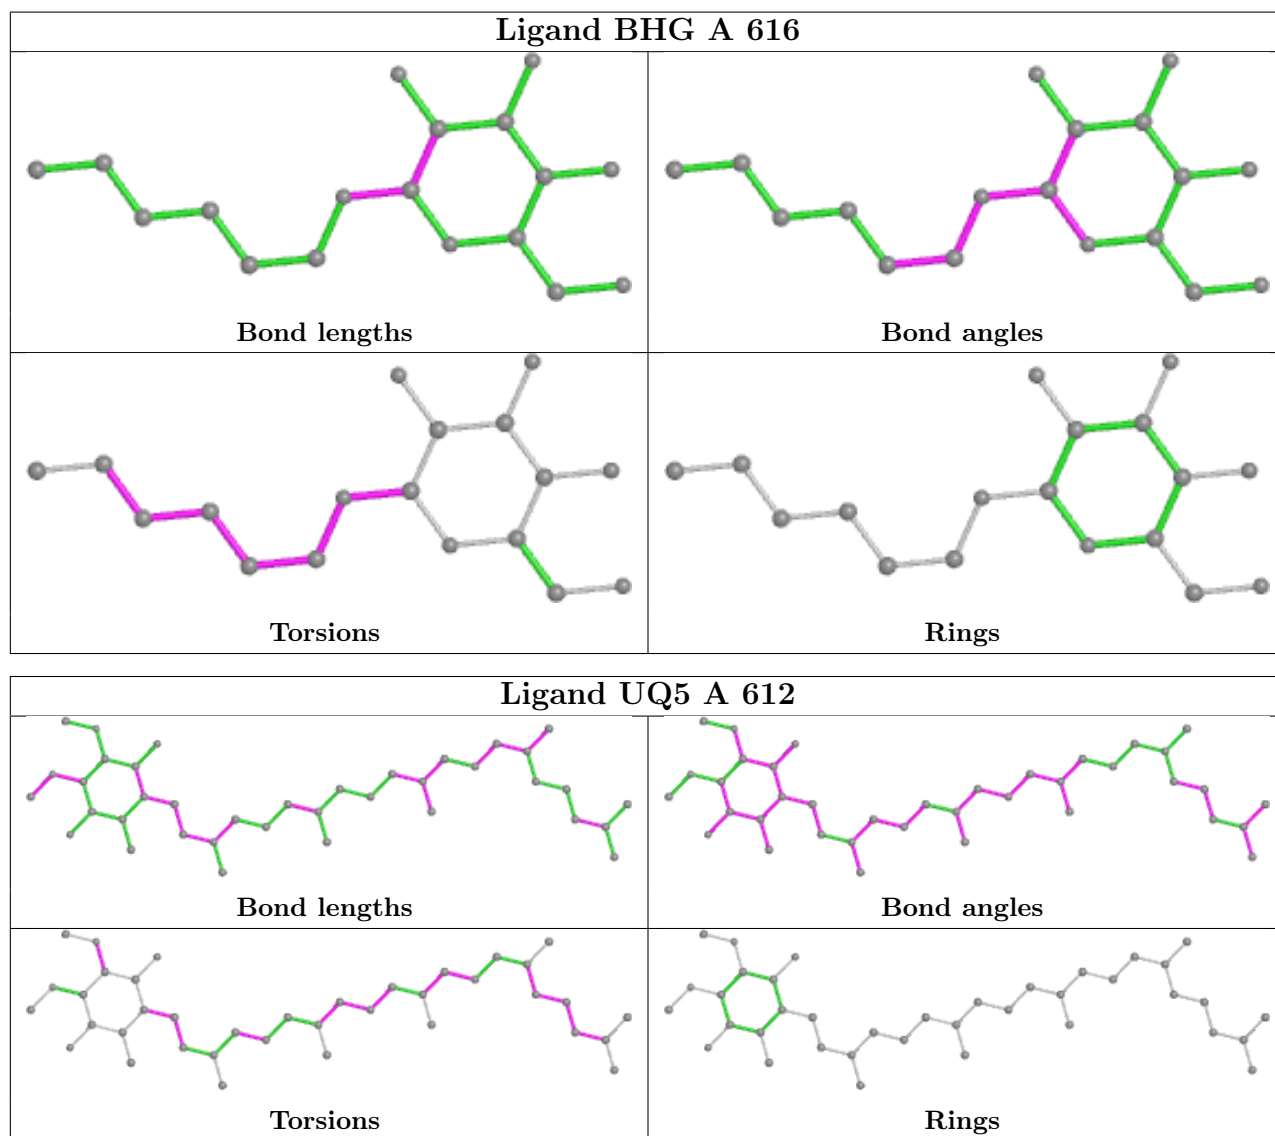 Ligand BHG A 616
Bond lengths
Bond angles
Torsions
Rings
Ligand UQ5 A 612
Bond lengths
Bond angles
Torsions
Rings